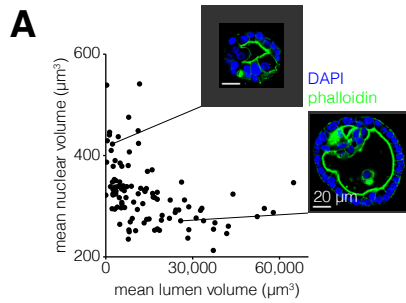 A
600
400
200
mean nuclear volume (µm³)
0
30,000
60,000
mean lumen volume (µm³)
DAPI
phalloidin
20 µm